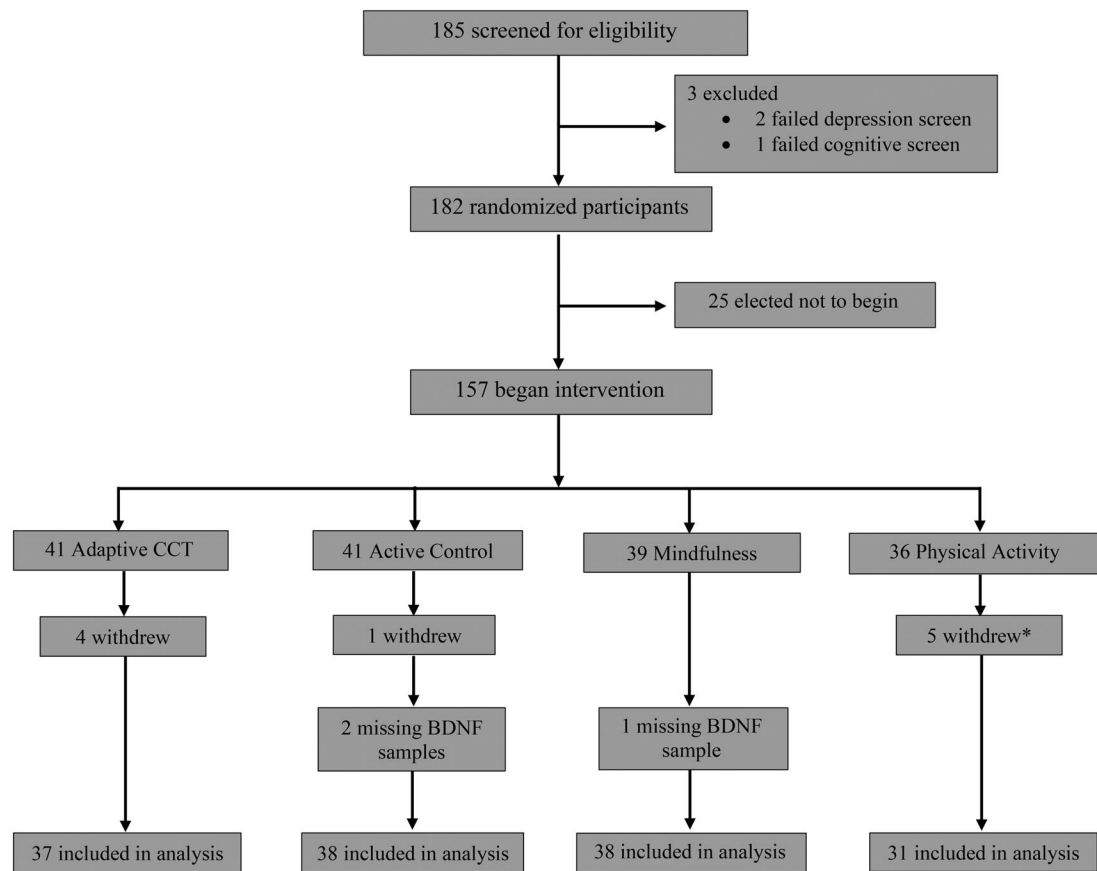 185 screened for eligibility
3 excluded
• 2 failed depression screen
• 1 failed cognitive screen
182 randomized participants
25 elected not to begin
157 began intervention
41 Adaptive CCT
41 Active Control
39 Mindfulness
36 Physical Activity
4 withdrew
1 withdrew
5 withdrew*
2 missing BDNF
samples
1 missing BDNF
sample
37 included in analysis
38 included in analysis
38 included in analysis
31 included in analysis